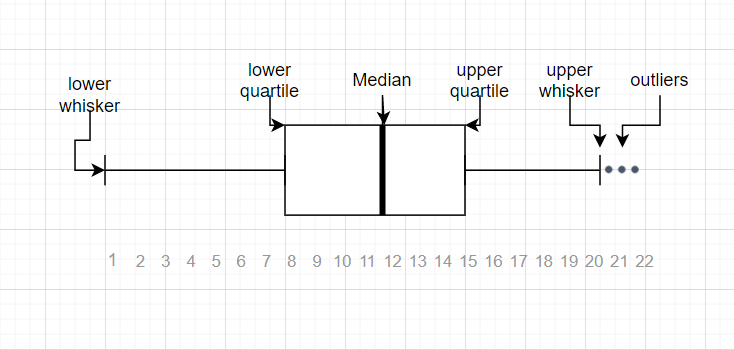 lower
whisker
lower
quartile
Median
upper
quartile
upper
whisker
outliers
1 2 3 4 5 6 7 8 9 10 11 12 13 14 15 16 17 18 19 20 21 22